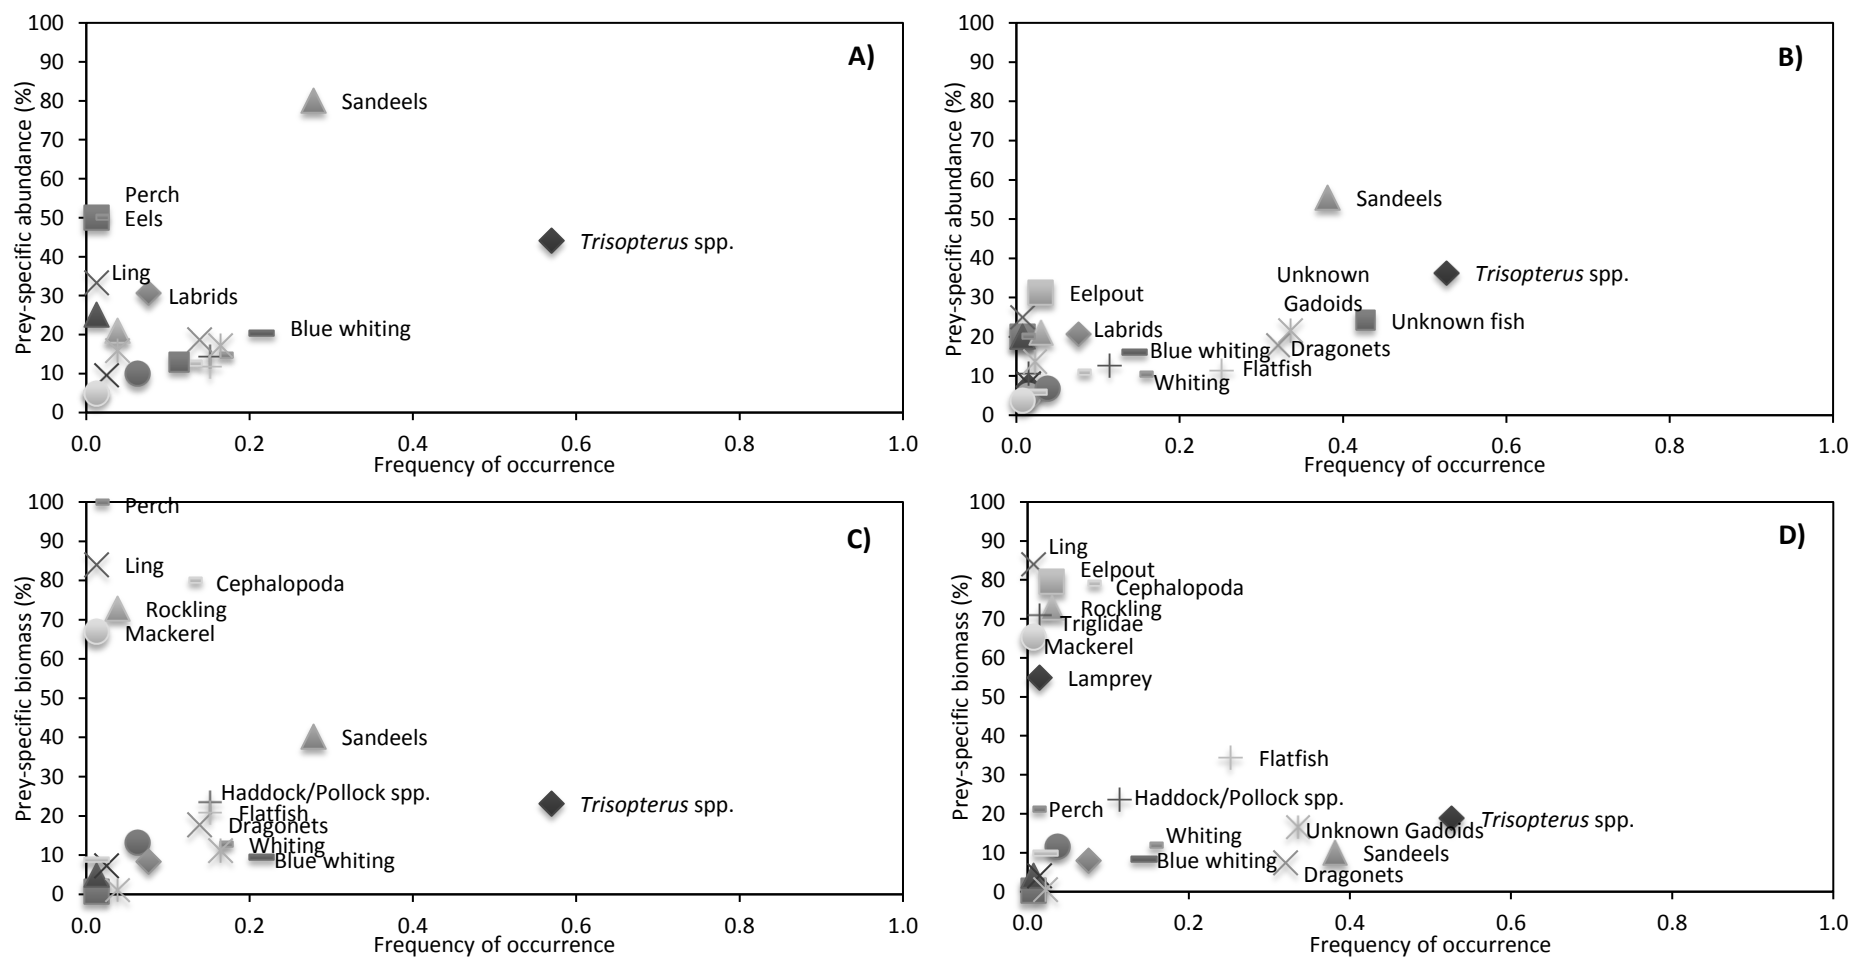 A)
Prey-specific abundance (%)
100
90
80
70
60
50
40
30
20
10
0
Sandeels
Perch
Eels
Trisopterus spp.
Ling
Labrids
Blue whiting
0.0 0.2 0.4 0.6 0.8 1.0
Frequency of occurrence
B)
Prey-specific abundance (%)
100
90
80
70
60
50
40
30
20
10
0
Sandeels
Unknown
Gadoids
Trisopterus spp.
Eelpout
Unknown fish
Labrids
Blue whiting
Dragonets
Flatfish
Whiting
0.0 0.2 0.4 0.6 0.8 1.0
Frequency of occurrence
C)
Prey-specific biomass (%)
100
90
80
70
60
50
40
30
20
10
0
Perch
Ling
Cephalopoda
Rockling
Mackerel
Sandeels
Haddock/Pollock spp.
Trisopterus spp.
Flatfish
Dragonets
Whiting
Blue whiting
0.0 0.2 0.4 0.6 0.8 1.0
Frequency of occurrence
D)
Prey-specific biomass (%)
100
90
80
70
60
50
40
30
20
10
0
Ling
Eelpout
Cephalopoda
Rockling
Triglidae
Mackerel
Lamprey
Flatfish
Haddock/Pollock spp.
Perch
Trisopterus spp.
Unknown Gadoids
Whiting
Blue whiting
Sandeels
Dragonets
0.0 0.2 0.4 0.6 0.8 1.0
Frequency of occurrence